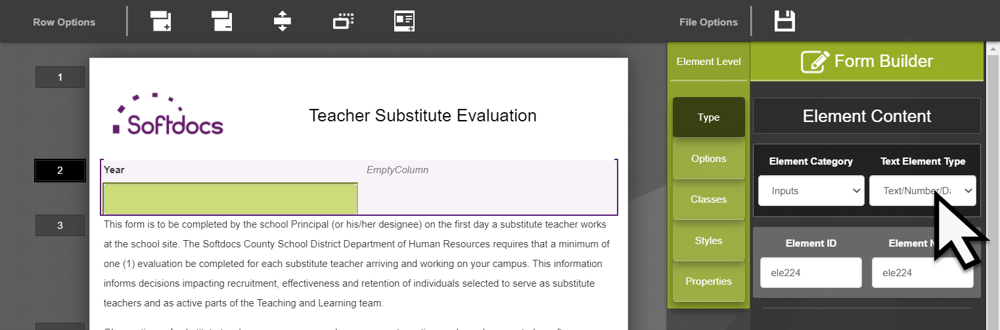 Row Options
File Options
Element Level
Form Builder
1
Softdocs
Teacher Substitute Evaluation
Type
Element Content
2
Year
EmptyColumn
Options
Element Category
Text Element Type
Inputs
Text/Number/Da
Classes
3
This form is to be completed by the school Principal (or his/her designee) on the first day a substitute teacher works
at the school site. The Softdocs County School District Department of Human Resources requires that a minimum of
one (1) evaluation be completed for each substitute teacher arriving and working on your campus. This information
informs decisions impacting recruitment, effectiveness and retention of individuals selected to serve as substitute
teachers and as active parts of the Teaching and Learning team.
Styles
Element ID
Element
ele224
ele224
Properties